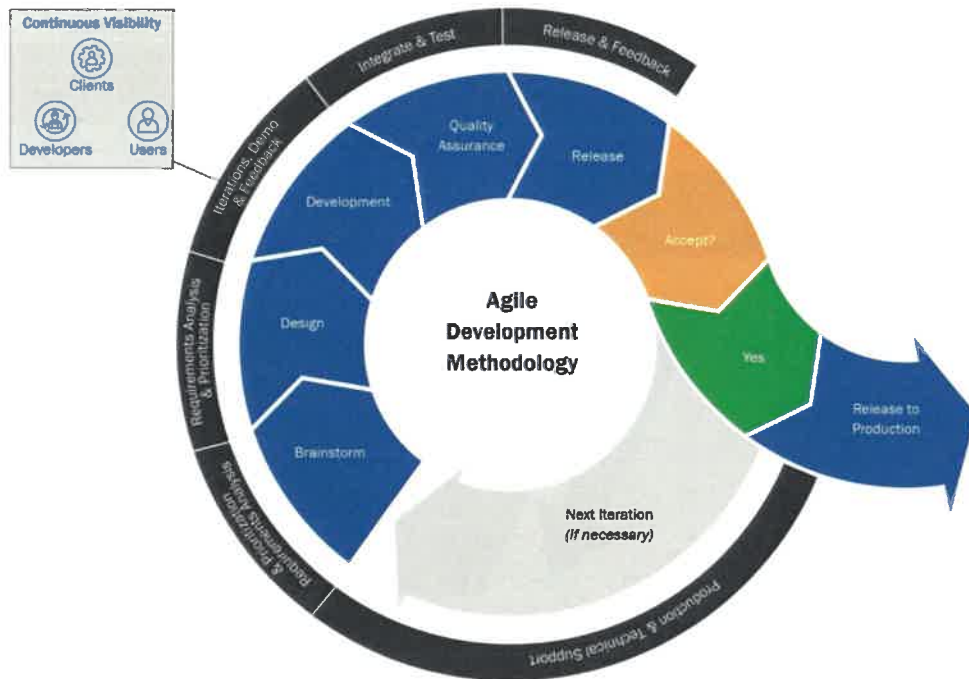 Continuous Visibility
Clients
Developers
Users
Release & Feedback
Integrate & Test
Iterations, Demo
& Feedback
Requirements Analysis
& Prioritization
Requirements Analysis
& Prioritization
Production & Technical Support
Brainstorm
Design
Development
Quality
Assurance
Release
Accept?
Yes
Release to
Production
Next Iteration
(if necessary)
Agile
Development
Methodology